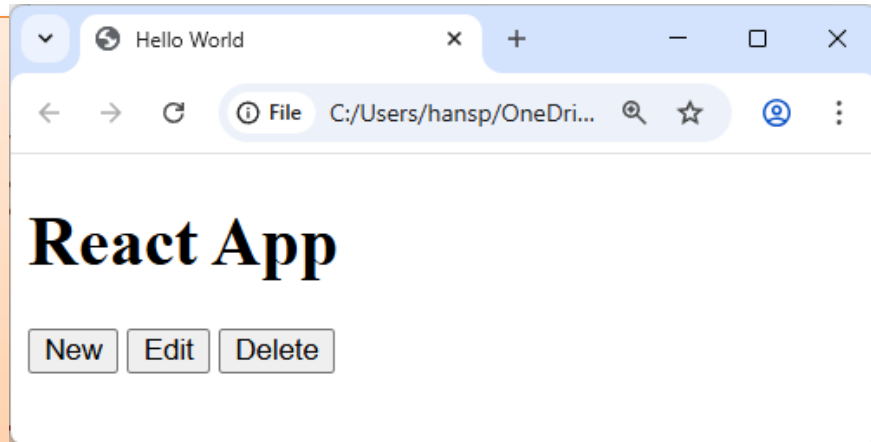 Hello World
File C:/Users/hansp/OneDri...
React App
New Edit Delete